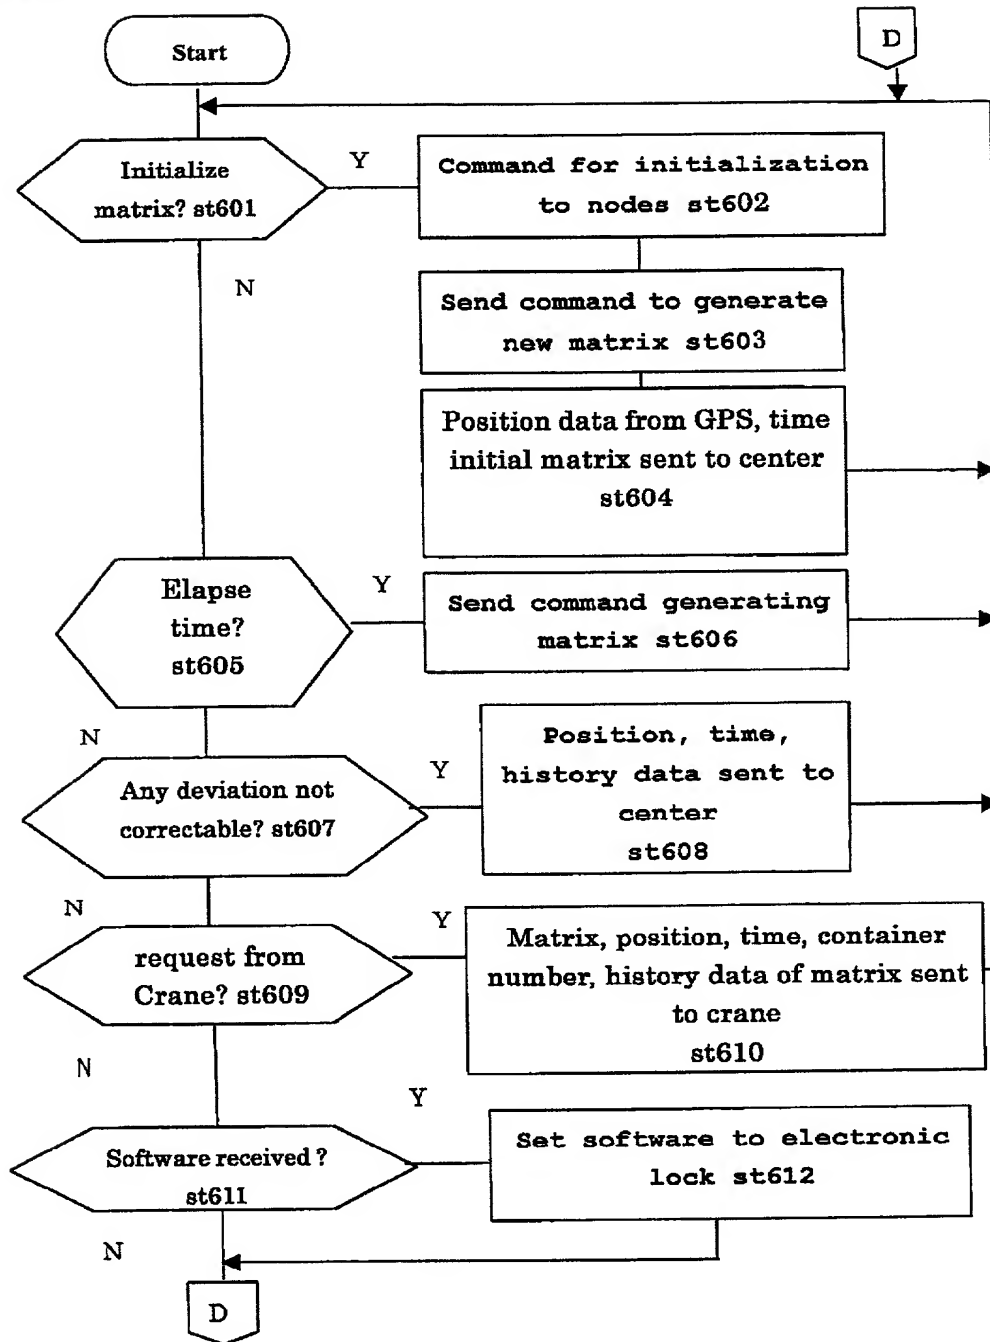 Start
D
Initialize
matrix? st601
Y
Command for initialization
to nodes st602
N
Send command to generate
new matrix st603
Position data from GPS, time
initial matrix sent to center
st604
Elapse
time?
st605
Y
Send command generating
matrix st606
N
Any deviation not
correctable? st607
Y
Position, time,
history data sent to
center
st608
N
request from
Crane? st609
Y
Matrix, position, time, container
number, history data of matrix sent
to crane
st610
N
Software received ?
st611
Y
Set software to electronic
lock st612
N
D